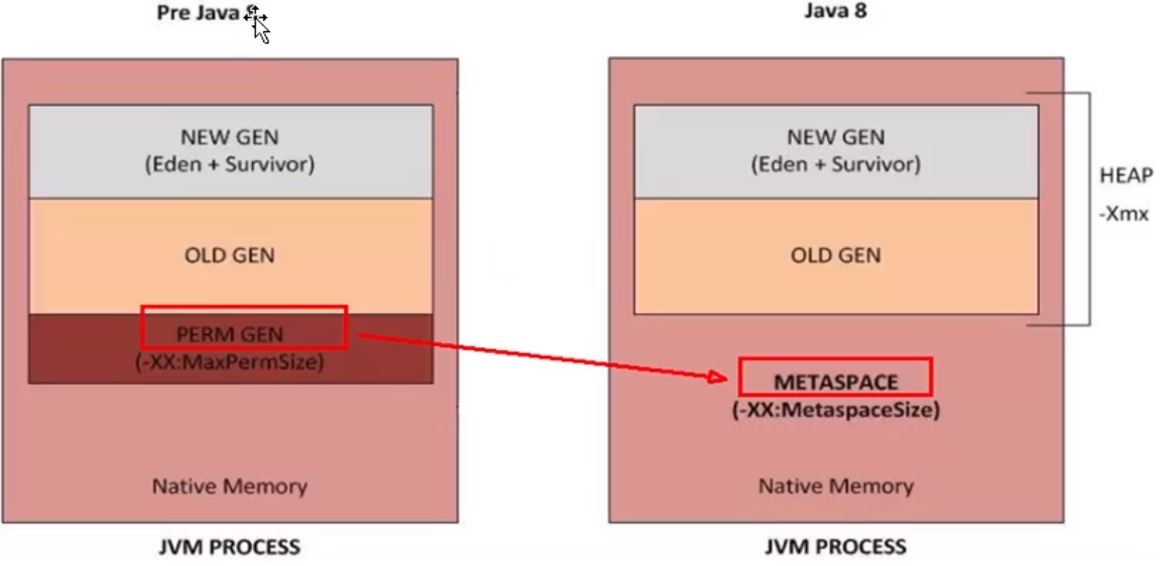 Pre Java
Java 8
NEW GEN
(Eden + Survivor)
OLD GEN
PERM GEN
(-XX:MaxPermSize)
Native Memory
JVM PROCESS
NEW GEN
(Eden + Survivor)
OLD GEN
HEAP
-Xmx
METASPACE
(-XX:MetaspaceSize)
Native Memory
JVM PROCESS